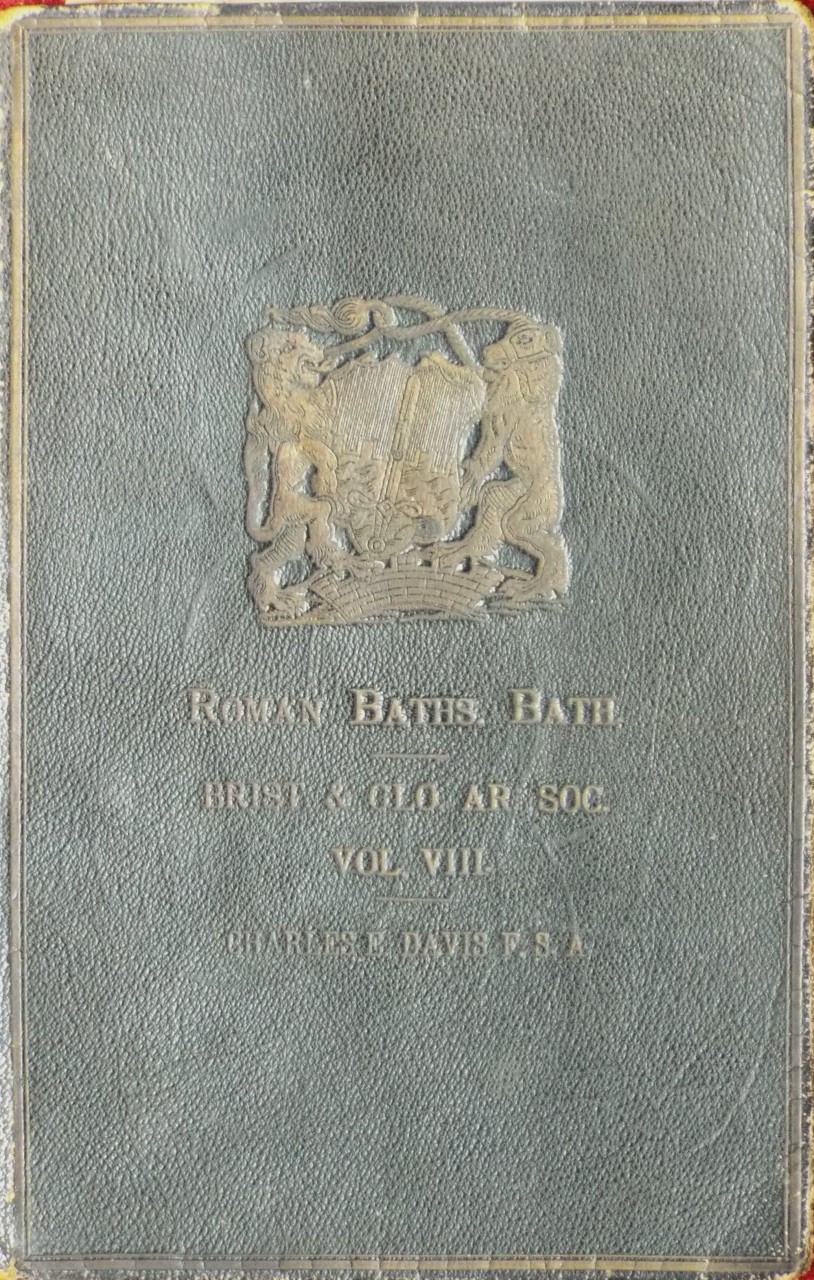 ROMAN BATHS. BATH.
BRIST & GLO AR SOC.
VOL. VIII.
CHARLES E DAVIS F.S.A